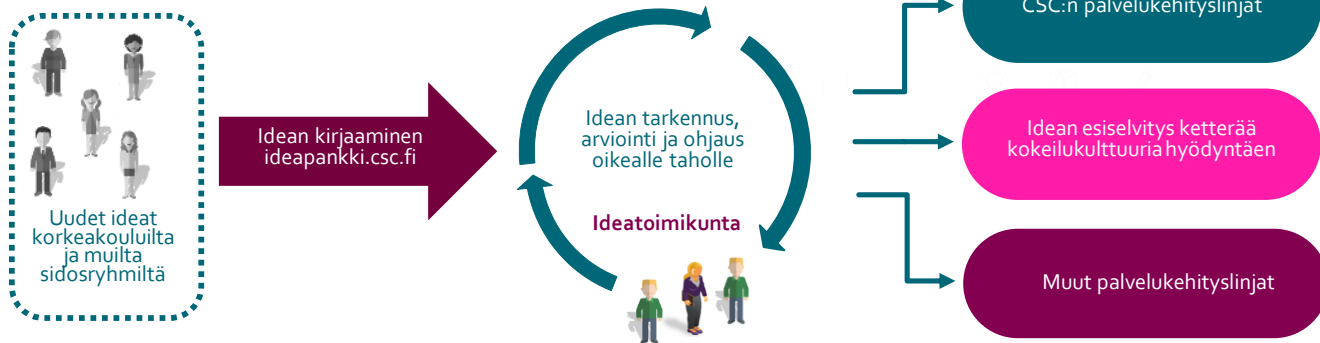 Uudet ideat
korkeakouluilta
ja muilta
sidosryhmiltä
Idean kirjaaminen
ideapankki.csc.fi
Idean tarkennus,
arviointi ja ohjaus
oikealle taholle
Ideatoimikunta
CSC:n palvelukehityslinjat
Idean esiselvitys ketterää
kokeilukulttuuria hyödyntäen
Muut palvelukehityslinjat